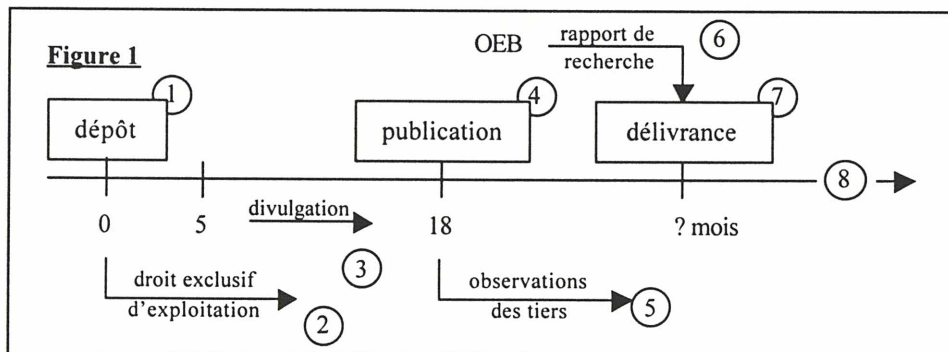 OEB
rapport de
recherche
6
Figure 1
1
4
7
dépôt
publication
délivrance
8
0
5
divulgation
18
? mois
3
droit exclusif
d'exploitation
2
observations
des tiers
5